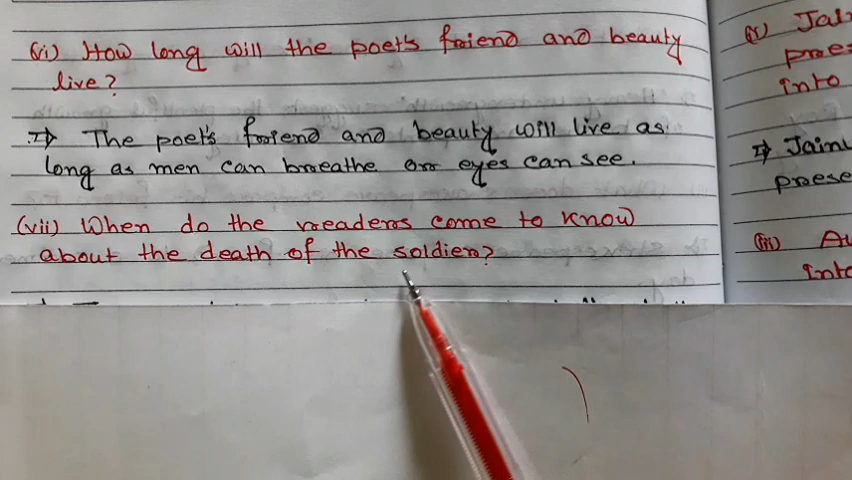 (vi) How long will the poet's friend and beauty
live?
⇒ The poet's friend and beauty will live as
long as men can breathe or eyes can see.
(vii) When do the readers come to know
about the death of the soldier?
into
(iii)